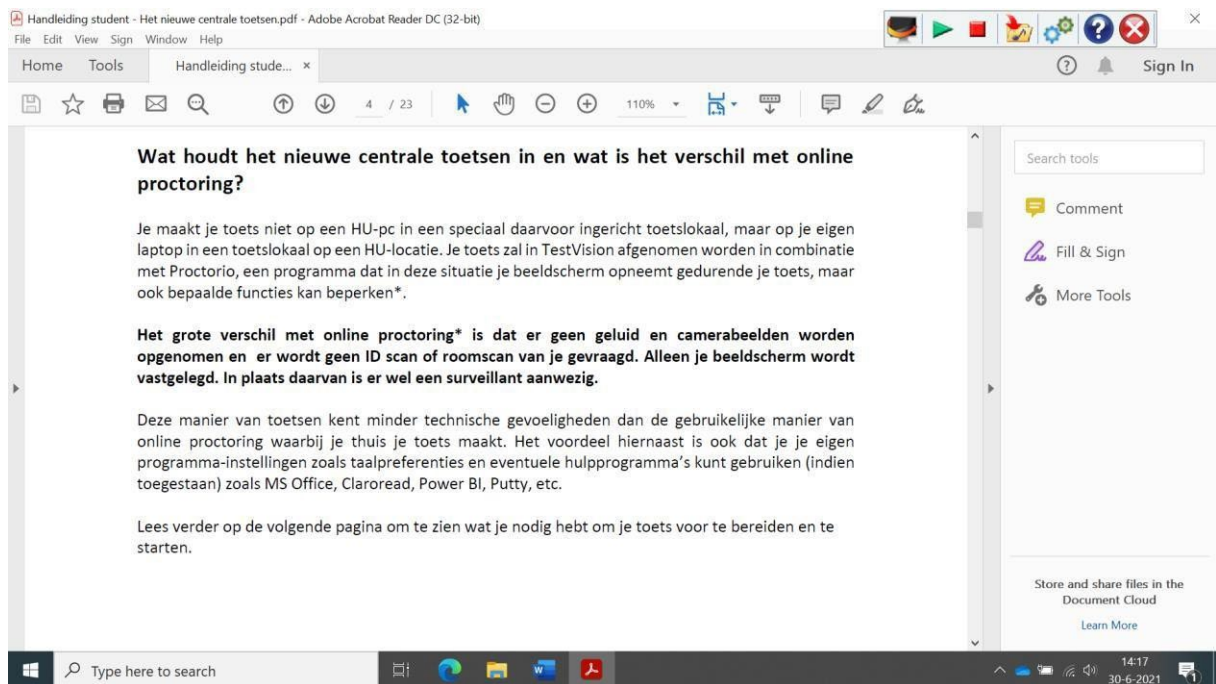 Handleiding student - Het nieuwe centrale toetsen.pdf - Adobe Acrobat Reader DC (32-bit)
File Edit View Sign Window Help
Home Tools Handleiding stude... × Sign In
4 / 23 110%
Wat houdt het nieuwe centrale toetsen in en wat is het verschil met online
proctoring?
Je maakt je toets niet op een HU-pc in een speciaal daarvoor ingericht toetslokaal, maar op je eigen
laptop in een toetslokaal op een HU-locatie. Je toets zal in TestVision afgenomen worden in combinatie
met Proctorio, een programma dat in deze situatie je beeldscherm opneemt gedurende je toets, maar
ook bepaalde functies kan beperken*.
Het grote verschil met online proctoring* is dat er geen geluid en camerabeelden worden
opgenomen en er wordt geen ID scan of roomscan van je gevraagd. Alleen je beeldscherm wordt
vastgelegd. In plaats daarvan is er wel een surveillant aanwezig.
Deze manier van toetsen kent minder technische gevoeligheden dan de gebruikelijke manier van
online proctoring waarbij je thuis je toets maakt. Het voordeel hiernaast is ook dat je je eigen
programma-instellingen zoals taalpreferenties en eventuele hulpprogramma's kunt gebruiken (indien
toegestaan) zoals MS Office, Claroread, Power BI, Putty, etc.
Lees verder op de volgende pagina om te zien wat je nodig hebt om je toets voor te bereiden en te
starten.
Search tools
Comment
Fill & Sign
More Tools
Store and share files in the
Document Cloud
Learn More
Type here to search
14:17
30-6-2021
1